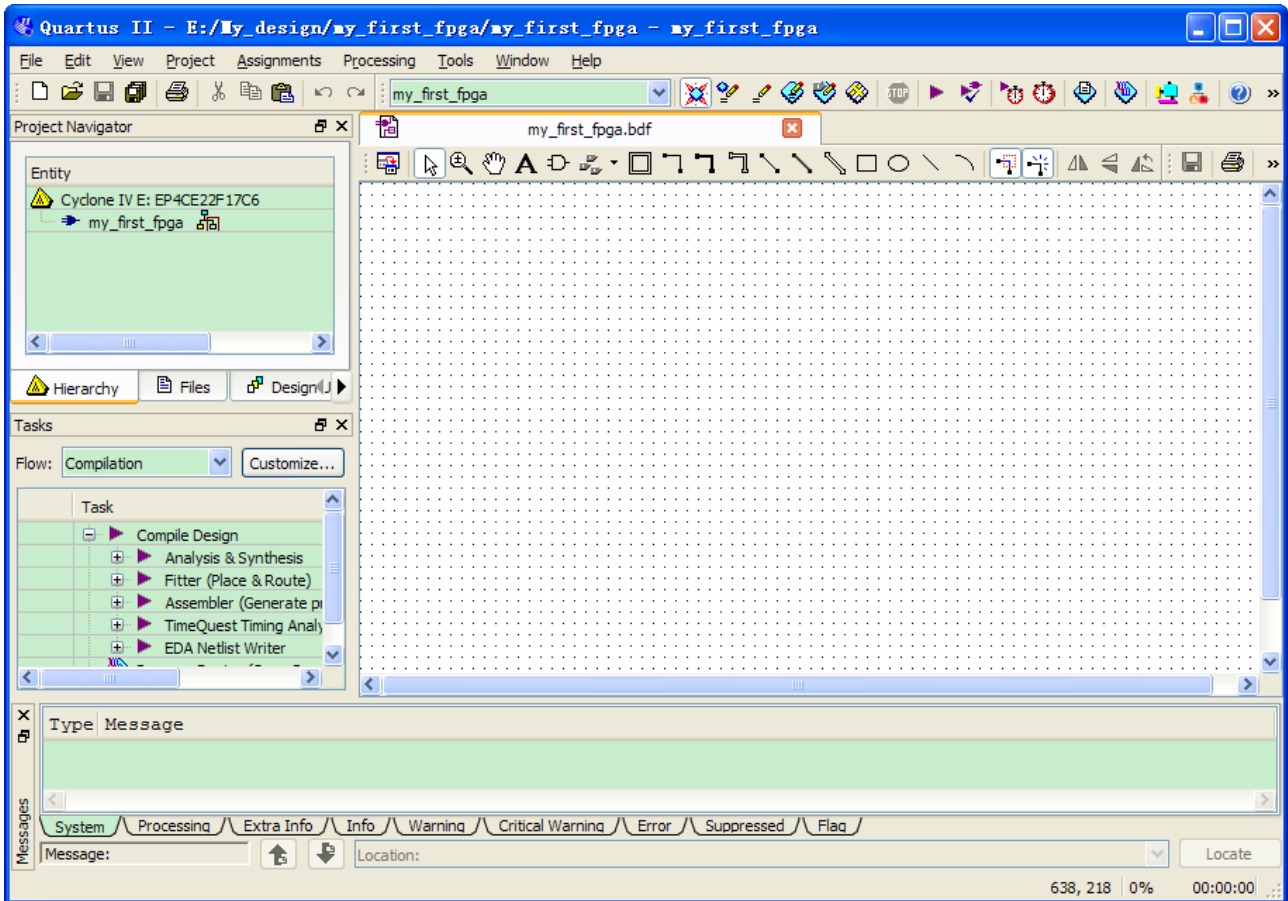 Quartus II - E:/My_design/my_first_fpga/my_first_fpga - my_first_fpga
File Edit View Project Assignments Processing Tools Window Help
my_first_fpga
STOP
»
Project Navigator
my_first_fpga.bdf
A
»
Entity
Cyclone IV E: EP4CE22F17C6
my_first_fpga
Hierarchy Files Design U
Tasks
Flow: Compilation Customize...
Task
Compile Design
Analysis & Synthesis
Fitter (Place & Route)
Assembler (Generate pr
TimeQuest Timing Analy
EDA Netlist Writer
Type Message
Messages
System Processing Extra Info Info Warning Critical Warning Error Suppressed Flag
Message: Location: Locate
638, 218 0% 00:00:00